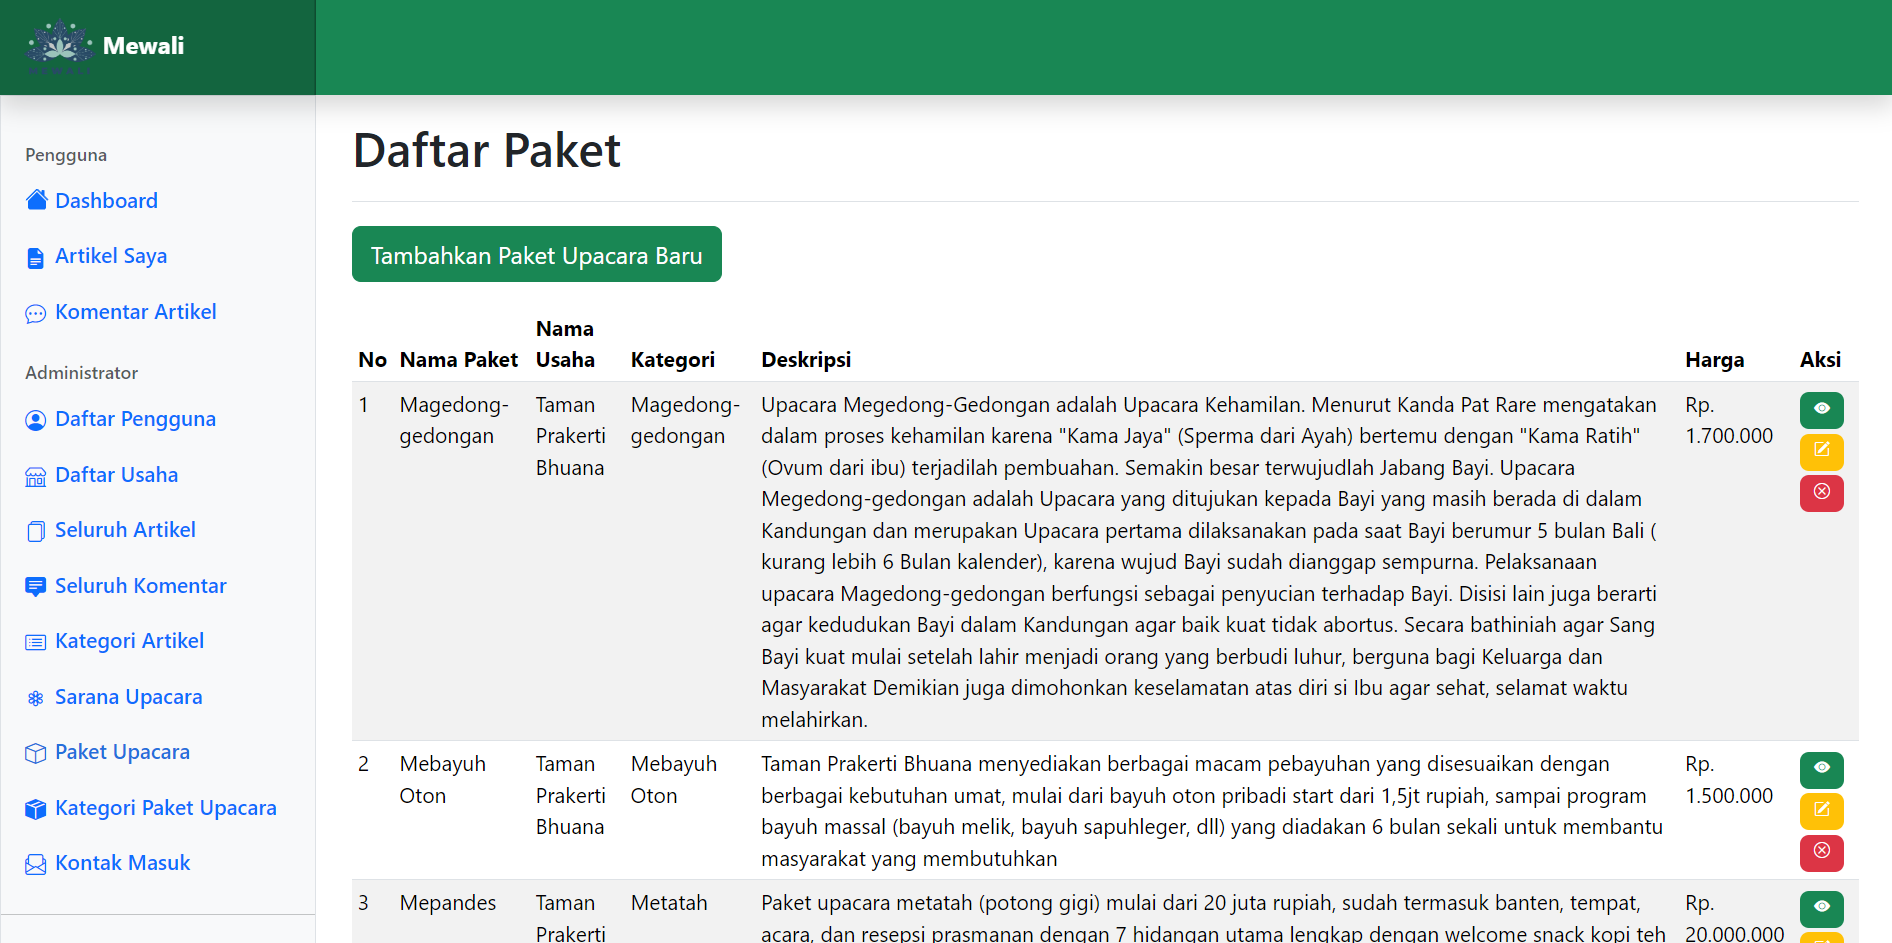 MEWALI
Mewali
Pengguna
Dashboard
Artikel Saya
Komentar Artikel
Administrator
Daftar Pengguna
Daftar Usaha
Seluruh Artikel
Seluruh Komentar
Kategori Artikel
Sarana Upacara
Paket Upacara
Kategori Paket Upacara
Kontak Masuk
Daftar Paket
Tambahkan Paket Upacara Baru
No Nama Paket Nama Usaha Kategori Deskripsi Harga Aksi
1 Magedong- Taman Magedong- Upacara Megedong-Gedongan adalah Upacara Kehamilan. Menurut Kanda Pat Rare mengatakan Rp.
gedongan Prakerti gedongan dalam proses kehamilan karena "Kama Jaya" (Sperma dari Ayah) bertemu dengan "Kama Ratih" 1.700.000
Bhuana (Ovum dari ibu) terjadilah pembuahan. Semakin besar terwujudlah Jabang Bayi. Upacara
Megedong-gedongan adalah Upacara yang ditujukan kepada Bayi yang masih berada di dalam
Kandungan dan merupakan Upacara pertama dilaksanakan pada saat Bayi berumur 5 bulan Bali (
kurang lebih 6 Bulan kalender), karena wujud Bayi sudah dianggap sempurna. Pelaksanaan
upacara Magedong-gedongan berfungsi sebagai penyucian terhadap Bayi. Disisi lain juga berarti
agar kedudukan Bayi dalam Kandungan agar baik kuat tidak abortus. Secara bathiniah agar Sang
Bayi kuat mulai setelah lahir menjadi orang yang berbudi luhur, berguna bagi Keluarga dan
Masyarakat Demikian juga dimohonkan keselamatan atas diri si Ibu agar sehat, selamat waktu
melahirkan.
2 Mebayuh Taman Mebayuh Taman Prakerti Bhuana menyediakan berbagai macam pebayuhan yang disesuaikan dengan Rp.
Oton Prakerti Oton berbagai kebutuhan umat, mulai dari bayuh oton pribadi start dari 1,5jt rupiah, sampai program 1.500.000
Bhuana bayuh massal (bayuh melik, bayuh sapuhleger, dll) yang diadakan 6 bulan sekali untuk membantu
masyarakat yang membutuhkan
3 Mepandes Taman Metatah Paket upacara metatah (potong gigi) mulai dari 20 juta rupiah, sudah termasuk banten, tempat, Rp.
Prakerti acara, dan resepsi prasmanan dengan 7 hidangan utama lengkap dengan welcome snack kopi teh 20.000.000